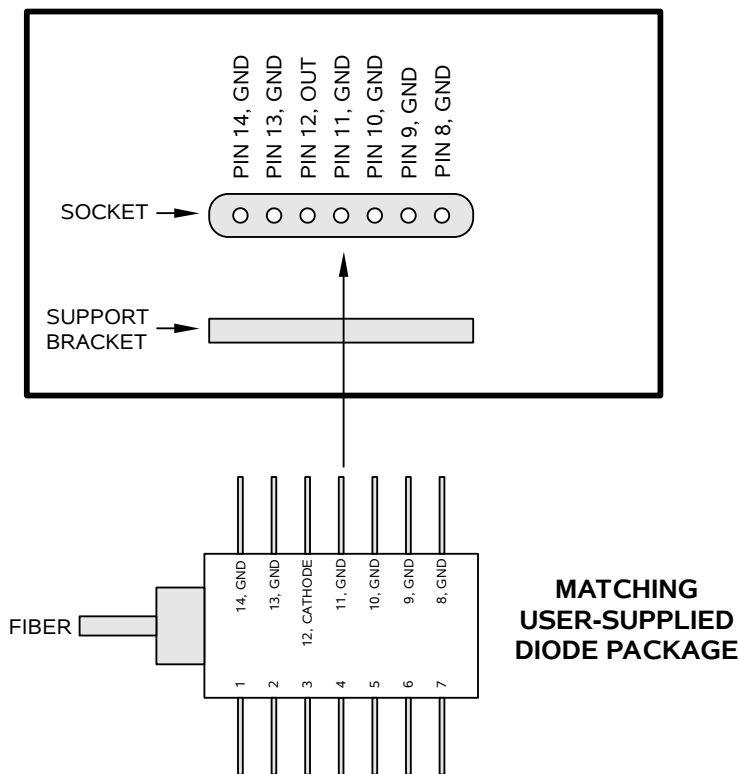 PIN 14, GND
PIN 13, GND
PIN 12, OUT
PIN 11, GND
PIN 10, GND
PIN 9, GND
PIN 8, GND
SOCKET
SUPPORT
BRACKET
14, GND
13, GND
12, CATHODE
11, GND
10, GND
9, GND
8, GND
FIBER
1
2
3
4
5
6
7
MATCHING
USER-SUPPLIED
DIODE PACKAGE